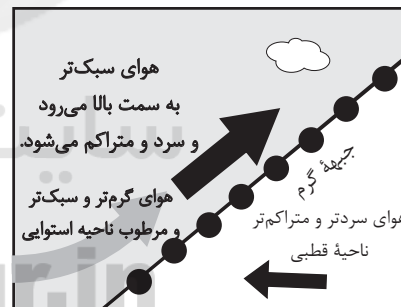 هوای سبک‌تر
به سمت بالا می‌رود
و سرد و متراکم می‌شود.
هوای گرم‌تر و سبک‌تر
و مرطوب ناحیه استوایی
جبههٔ گرم
هوای سردتر و متراکم‌تر
ناحیهٔ قطبی